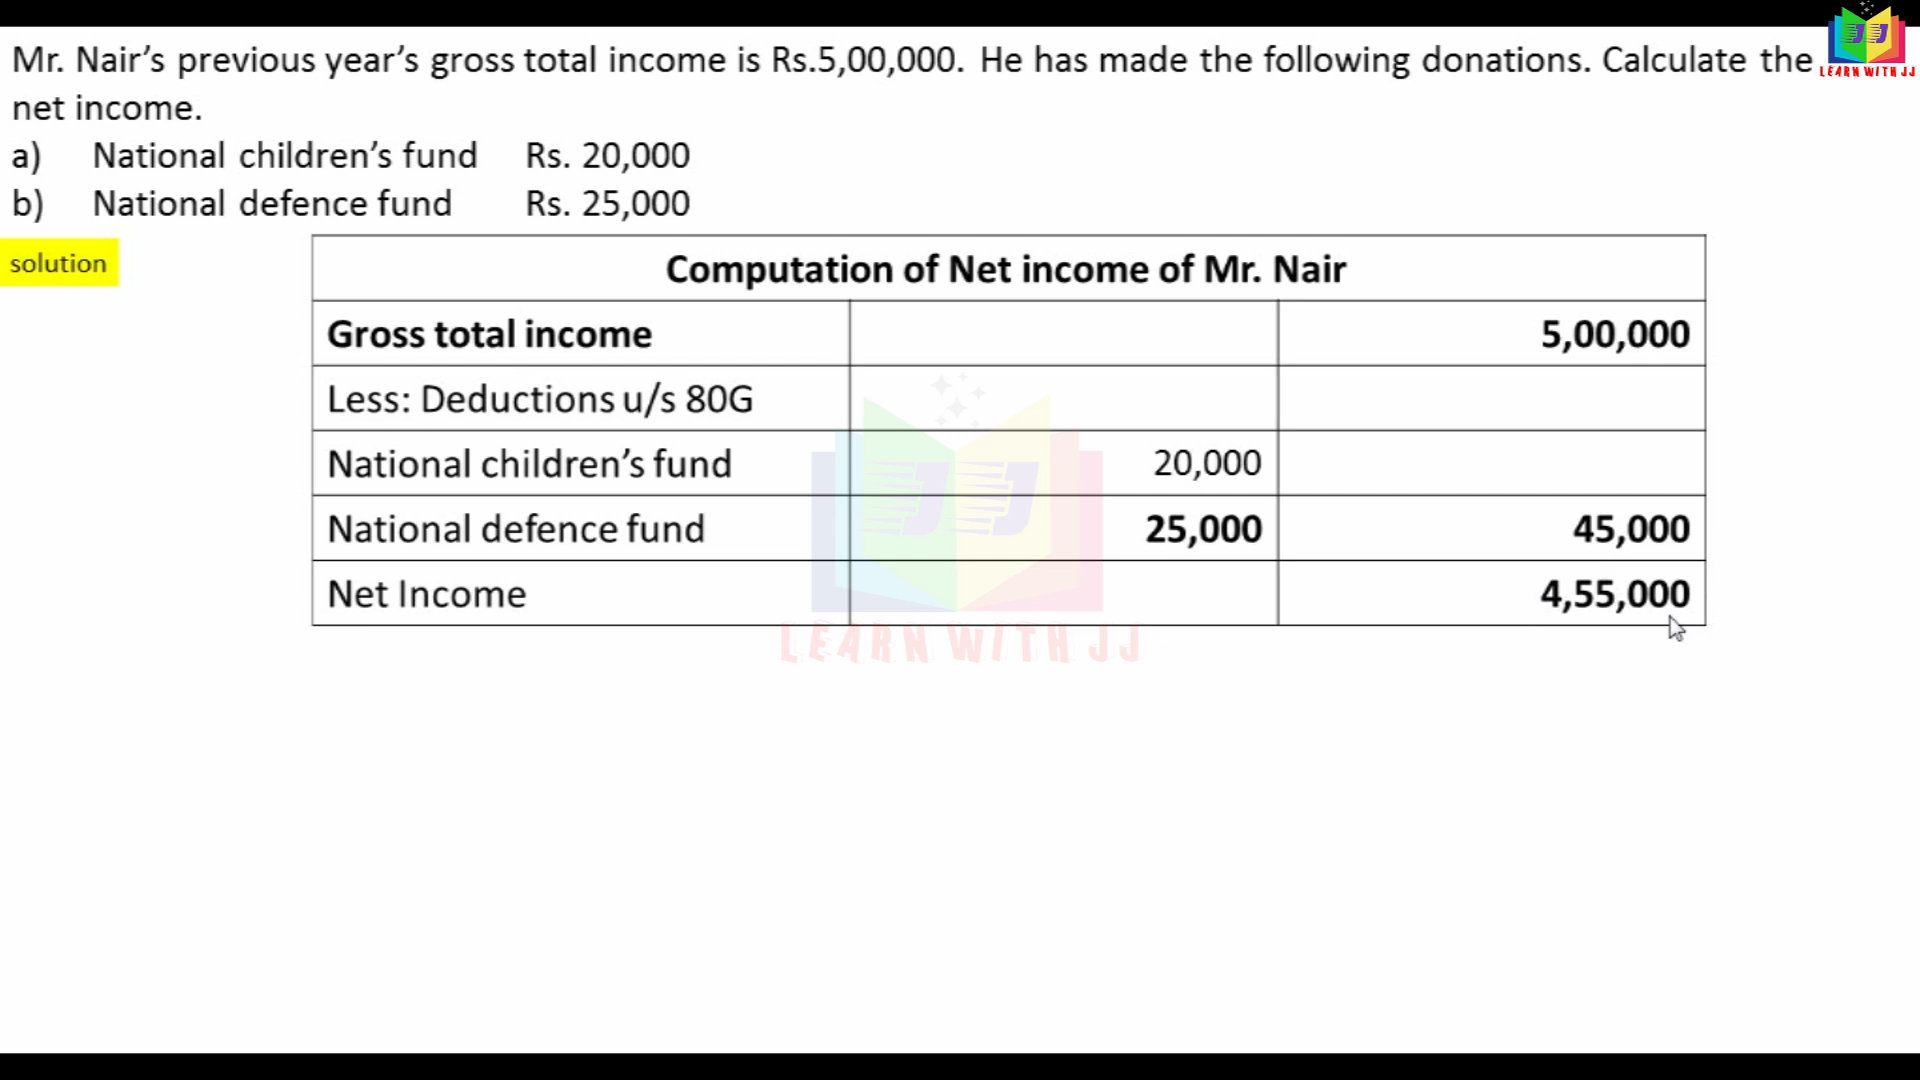 Mr. Nair’s previous year’s gross total income is Rs.5,00,000. He has made the following donations. Calculate the
net income.
a) National children’s fund Rs. 20,000
b) National defence fund Rs. 25,000
solution
Computation of Net income of Mr. Nair
Gross total income 5,00,000
Less: Deductions u/s 80G
National children’s fund 20,000
National defence fund 25,000 45,000
Net Income 4,55,000
JJ
LEARN WITH JJ
JJ
LEARN WITH JJ